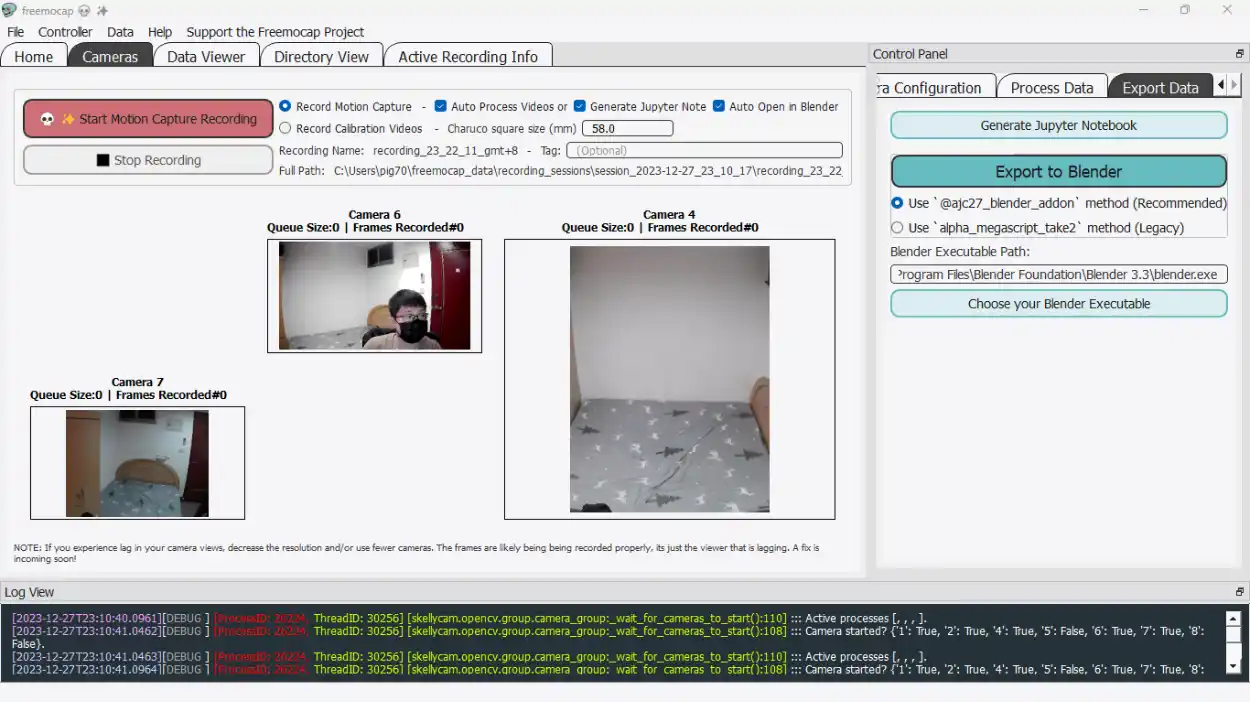 freemocap
File Controller Data Help Support the Freemocap Project
Home Cameras Data Viewer Directory View Active Recording Info
Start Motion Capture Recording
Stop Recording
Record Motion Capture - Auto Process Videos or Generate Jupyter Note Auto Open in Blender
Record Calibration Videos - Charuco square size (mm) 58.0
Recording Name: recording_23_22_11_gmt+8 - Tag: (Optional)
Full Path: C:\Users\pig70\freemocap_data\recording_sessions\session_2023-12-27_23_10_17\recording_23_22_
Camera 6
Queue Size:0 | Frames Recorded#0
Camera 4
Queue Size:0 | Frames Recorded#0
Camera 7
Queue Size:0 | Frames Recorded#0
NOTE: If you experience lag in your camera views, decrease the resolution and/or use fewer cameras. The frames are likely being being recorded properly, its just the viewer that is lagging. A fix is
incoming soon!
Control Panel
ra Configuration Process Data Export Data
Generate Jupyter Notebook
Export to Blender
Use `@ajc27_blender_addon` method (Recommended)
Use `alpha_megascript_take2` method (Legacy)
Blender Executable Path:
Program Files\Blender Foundation\Blender 3.3\blender.exe
Choose your Blender Executable
Log View
[2023-12-27T23:10:40.0961][DEBUG ] [ProcessID: 26224, ThreadID: 30256] [skellycam.opencv.group.camera_group:_wait_for_cameras_to_start():110] ::: Active processes [, , , ].
[2023-12-27T23:10:41.0462][DEBUG ] [ProcessID: 26224, ThreadID: 30256] [skellycam.opencv.group.camera_group:_wait_for_cameras_to_start():108] ::: Camera started? {'1': True, '2': True, '4': True, '5': False, '6': True, '7': True, '8':
False}.
[2023-12-27T23:10:41.0463][DEBUG ] [ProcessID: 26224, ThreadID: 30256] [skellycam.opencv.group.camera_group:_wait_for_cameras_to_start():110] ::: Active processes [, , , ].
[2023-12-27T23:10:41.0964][DEBUG ] [ProcessID: 26224, ThreadID: 30256] [skellycam.opencv.group.camera_group:_wait_for_cameras_to_start():108] ::: Camera started? {'1': True, '2': True, '4': True, '5': False, '6': True, '7': True, '8':